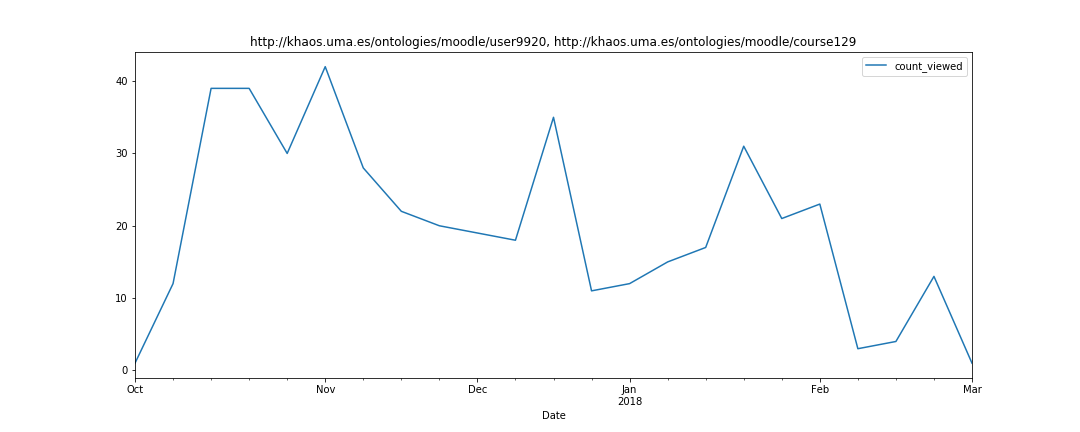 http://khaos.uma.es/ontologies/moodle/user9920, http://khaos.uma.es/ontologies/moodle/course129
count_viewed
40
30
20
10
0
Oct Nov Dec Jan Feb Mar
2018
Date